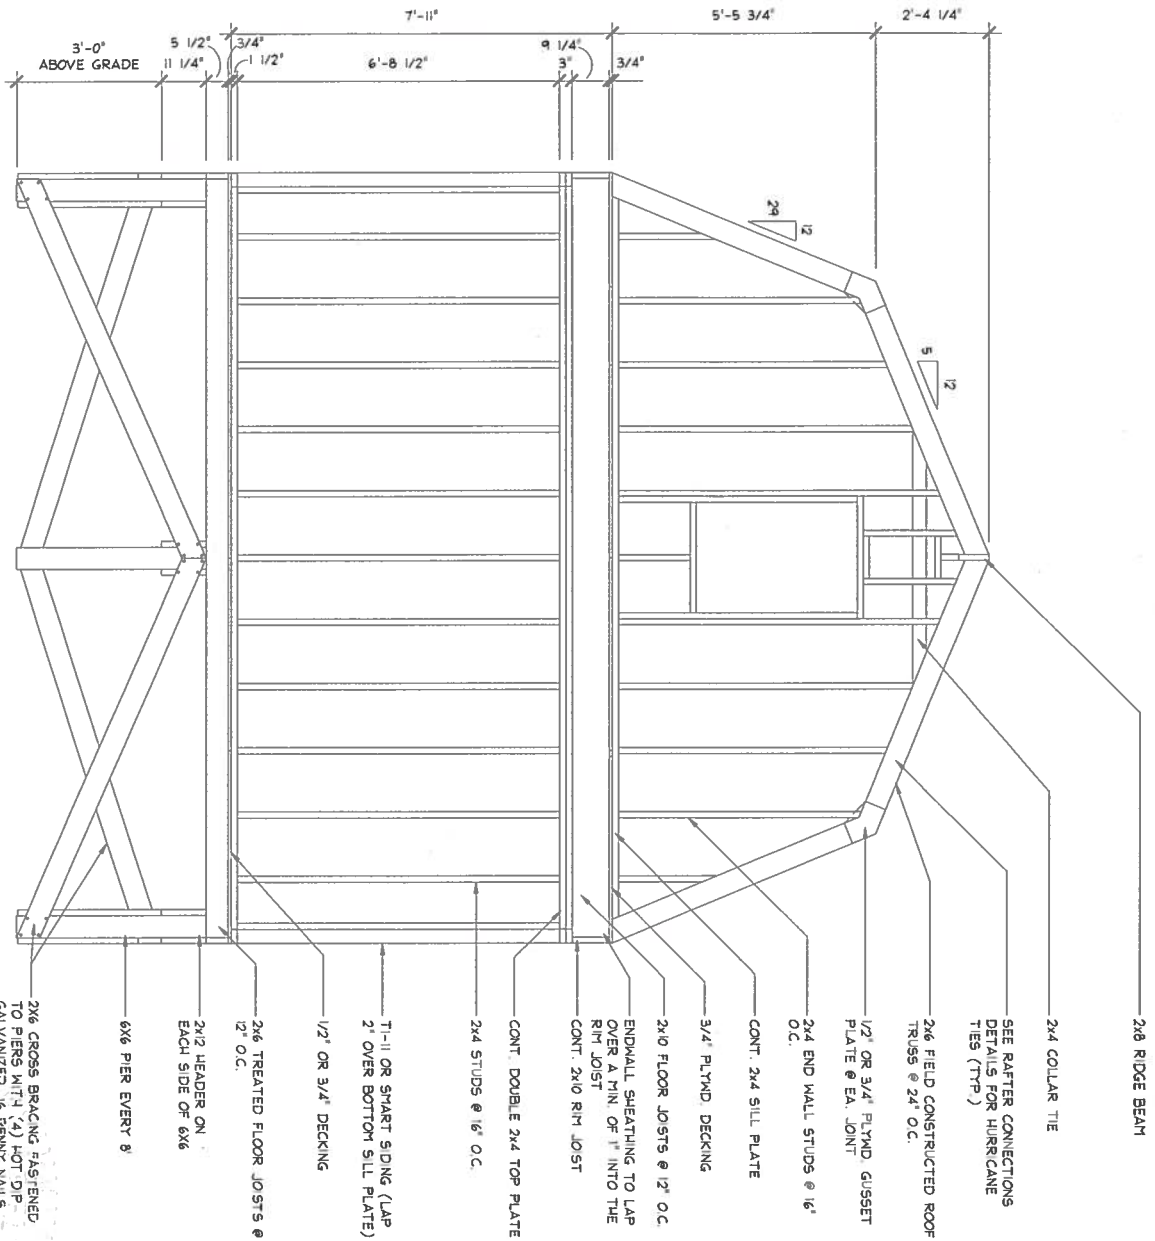 7'-11"
5'-5 3/4"
2'-4 1/4"
3'-0"
ABOVE GRADE
5 1/2"
11 1/4"
3/4"
1 1/2"
6'-8 1/2"
9 1/4"
3"
3/4"
29
12
5
12
2x8 RIDGE BEAM
2x4 COLLAR TIE
SEE RAFTER CONNECTIONS
DETAILS FOR HURRICANE
TIES (TYP.)
2x6 FIELD CONSTRUCTED ROOF
TRUSS @ 24" O.C.
1/2" OR 3/4" PLYWD. GUSSET
PLATE @ EA. JOINT
2x4 END WALL STUDS @ 16"
O.C.
CONT. 2x4 SILL PLATE
3/4" PLYWD. DECKING
2x10 FLOOR JOISTS @ 12" O.C.
ENDWALL SHEATHING TO LAP
OVER A MIN. OF 1" INTO THE
RIM JOIST
CONT. 2x10 RIM JOIST
CONT. DOUBLE 2x4 TOP PLATE
2x4 STUDS @ 16" O.C.
T1-11 OR SMART SIDING (LAP
2" OVER BOTTOM SILL PLATE)
1/2" OR 3/4" DECKING
2x6 TREATED FLOOR JOISTS @
12" O.C.
2x12 HEADER ON
EACH SIDE OF 6X6
6X6 PIER EVERY 8'
2X6 CROSS BRACING FASTENED
TO PIERS WITH (4) HOT DIP
GALVANIZED 16 PENNY NAILS